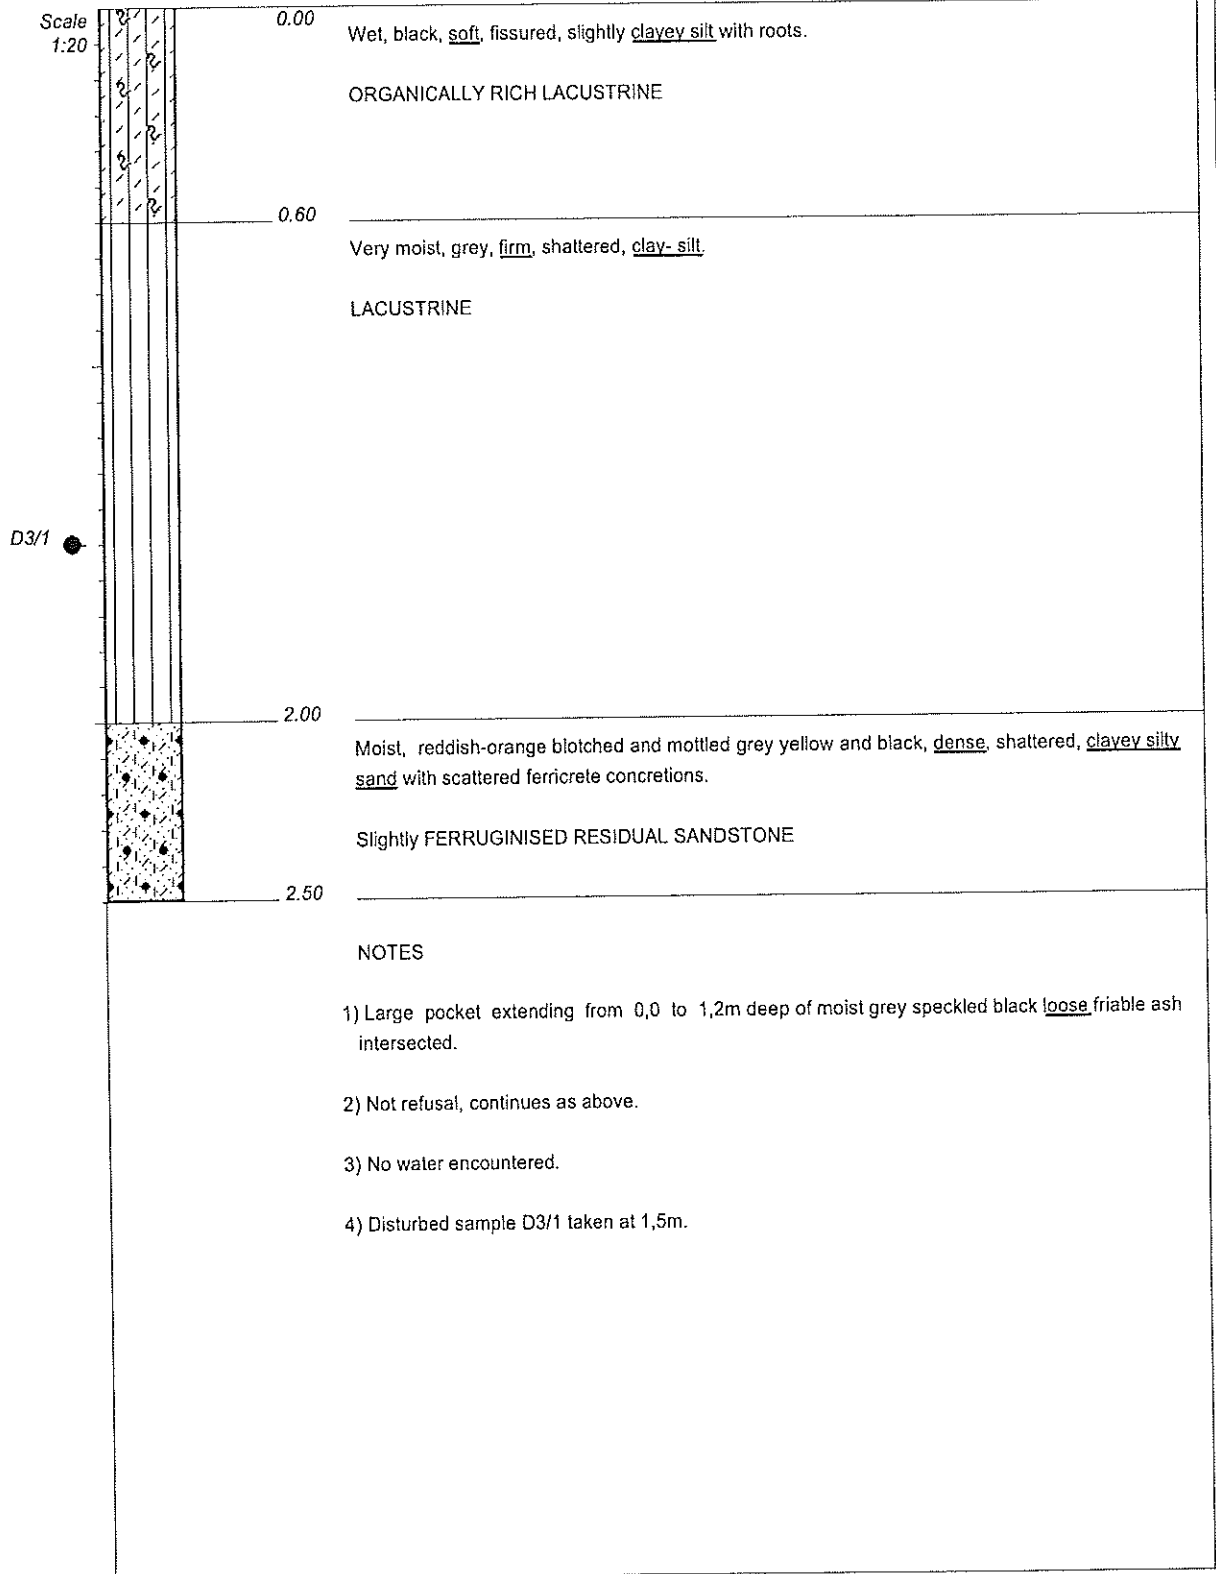 Scale
1:20
0.00
Wet, black, soft, fissured, slightly clayey silt with roots.
ORGANICALLY RICH LACUSTRINE
0.60
Very moist, grey, firm, shattered, clay- silt.
LACUSTRINE
D3/1
2.00
Moist, reddish-orange blotched and mottled grey yellow and black, dense, shattered, clayey silty
sand with scattered ferricrete concretions.
Slightly FERRUGINISED RESIDUAL SANDSTONE
2.50
NOTES
1) Large pocket extending from 0,0 to 1,2m deep of moist grey speckled black loose friable ash
intersected.
2) Not refusal, continues as above.
3) No water encountered.
4) Disturbed sample D3/1 taken at 1,5m.